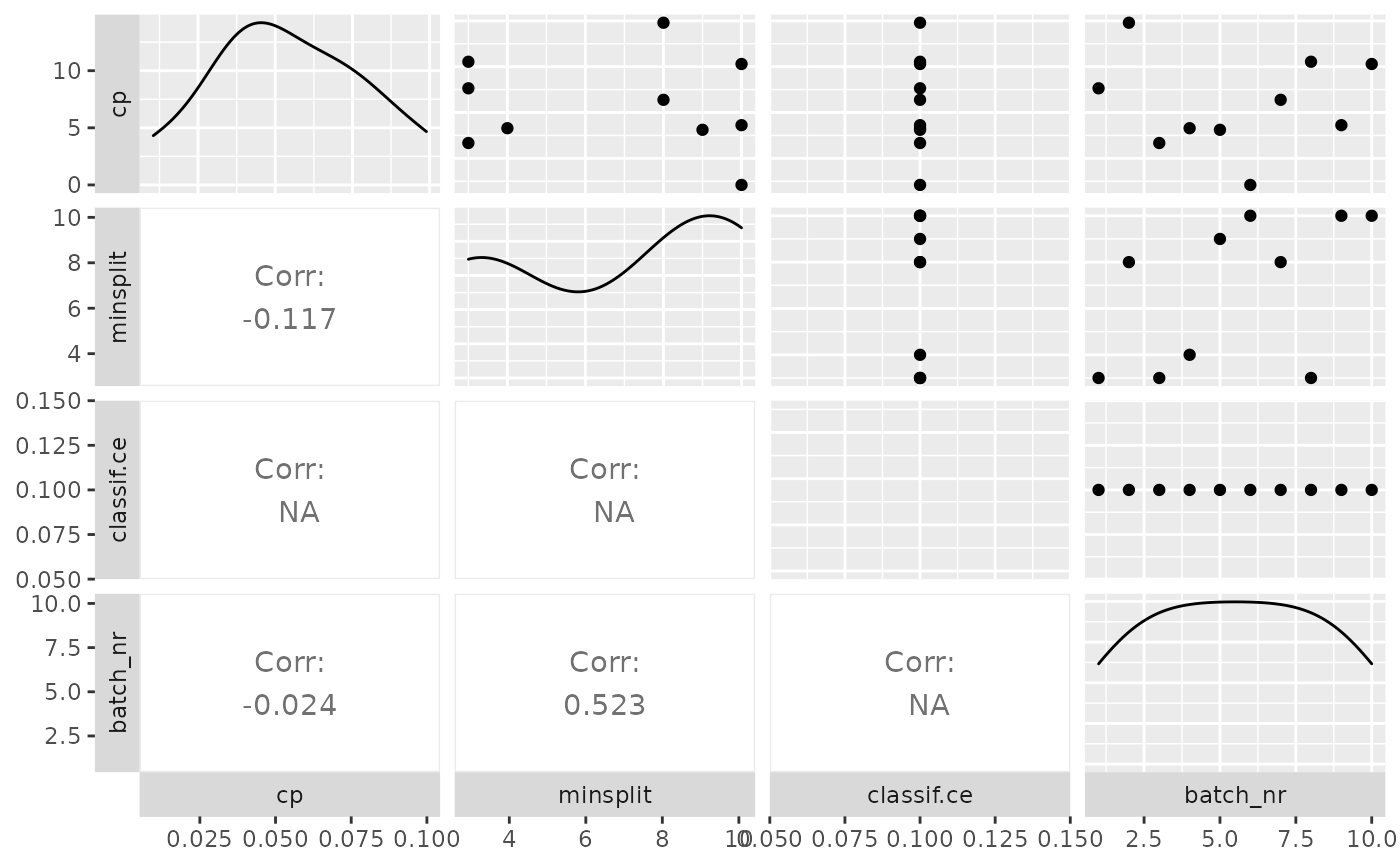 cp
10
5
0
minsplit
10
8
6
4
Corr:
-0.117
classif.ce
0.150
0.125
0.100
0.075
0.050
Corr:
NA
Corr:
NA
batch_nr
10.0
7.5
5.0
2.5
Corr:
-0.024
Corr:
0.523
Corr:
NA
cp minsplit classif.ce batch_nr
0.025 0.050 0.075 0.100 4 6 8 10 0.050 0.075 0.100 0.125 0.150 2.5 5.0 7.5 10.0